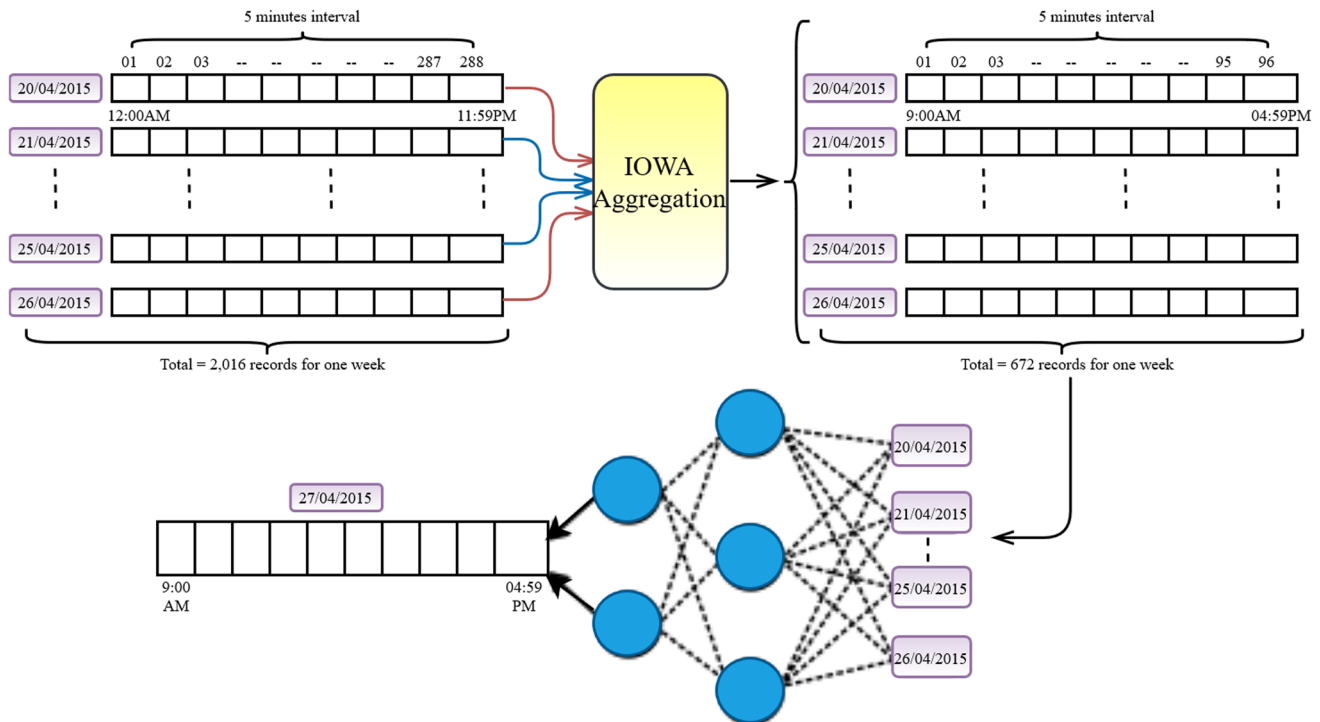 5 minutes interval
01 02 03 -- -- -- -- -- 287 288
20/04/2015
12:00AM 11:59PM
21/04/2015
25/04/2015
26/04/2015
Total = 2,016 records for one week
IOWA
Aggregation
5 minutes interval
01 02 03 -- -- -- -- -- 95 96
20/04/2015
9:00AM 04:59PM
21/04/2015
25/04/2015
26/04/2015
Total = 672 records for one week
20/04/2015
21/04/2015
25/04/2015
26/04/2015
27/04/2015
9:00 04:59
AM PM